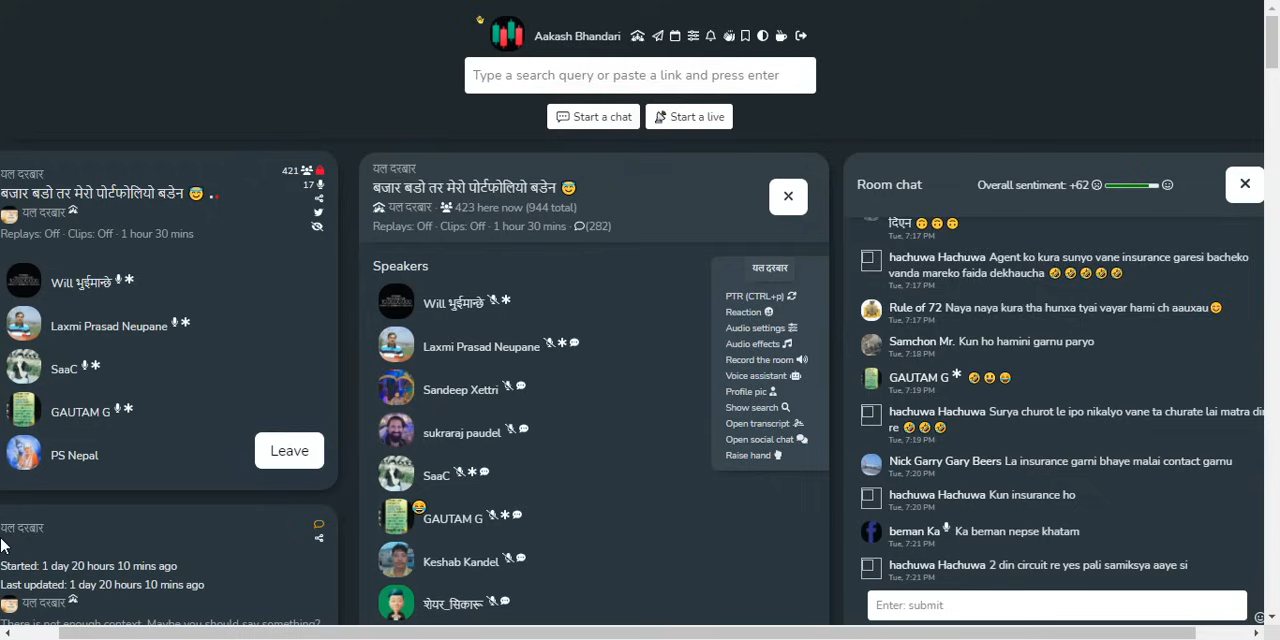 Aakash Bhandari
Type a search query or paste a link and press enter
Start a chat
Start a live
यल दरबार
बजार बडो तर मेरो पोर्टफोलियो बडेन 😇 ..
421
17
यल दरबार
Replays: Off · Clips: Off · 1 hour 30 mins
Will भुईमान्छे
Laxmi Prasad Neupane
SaaC
GAUTAM G
PS Nepal
Leave
यल दरबार
Started: 1 day 20 hours 10 mins ago
Last updated: 1 day 20 hours 10 mins ago
यल दरबार
There is not enough context. Maybe you should say something?
यल दरबार
बजार बडो तर मेरो पोर्टफोलियो बडेन 😇
यल दरबार · 423 here now (944 total)
Replays: Off · Clips: Off · 1 hour 30 mins · (282)
Speakers
Will भुईमान्छे
Laxmi Prasad Neupane
Sandeep Xettri
sukraraj paudel
SaaC
GAUTAM G
Keshab Kandel
शेयर_सिकारू
यल दरबार
PTR (CTRL+p)
Reaction
Audio settings
Audio effects
Record the room
Voice assistant
Profile pic
Show search
Open transcript
Open social chat
Raise hand
Room chat
Overall sentiment: +62
दिएन 🙃 🙃 🙃
Tue, 7:17 PM
hachuwa Hachuwa Agent ko kura sunyo vane insurance garesi bacheko
vanda mareko faida dekhaucha 🤣 🤣 🤣 🤣 🤣
Tue, 7:17 PM
Rule of 72 Naya naya kura tha hunxa tyai vayar hami ch aauxau😊
Tue, 7:17 PM
Samchon Mr. Kun ho hamini garnu paryo
Tue, 7:18 PM
GAUTAM G * 🤣 😃 😂
Tue, 7:19 PM
hachuwa Hachuwa Surya churot le ipo nikalyo vane ta churate lai matra din
re 🤣 🤣 🤣
Tue, 7:19 PM
Nick Garry Gary Beers La insurance garni bhaye malai contact garnu
Tue, 7:20 PM
hachuwa Hachuwa Kun insurance ho
Tue, 7:20 PM
beman Ka Ka beman nepse khatam
Tue, 7:21 PM
hachuwa Hachuwa 2 din circuit re yes pali samiksya aaye si
Tue, 7:21 PM
Enter: submit